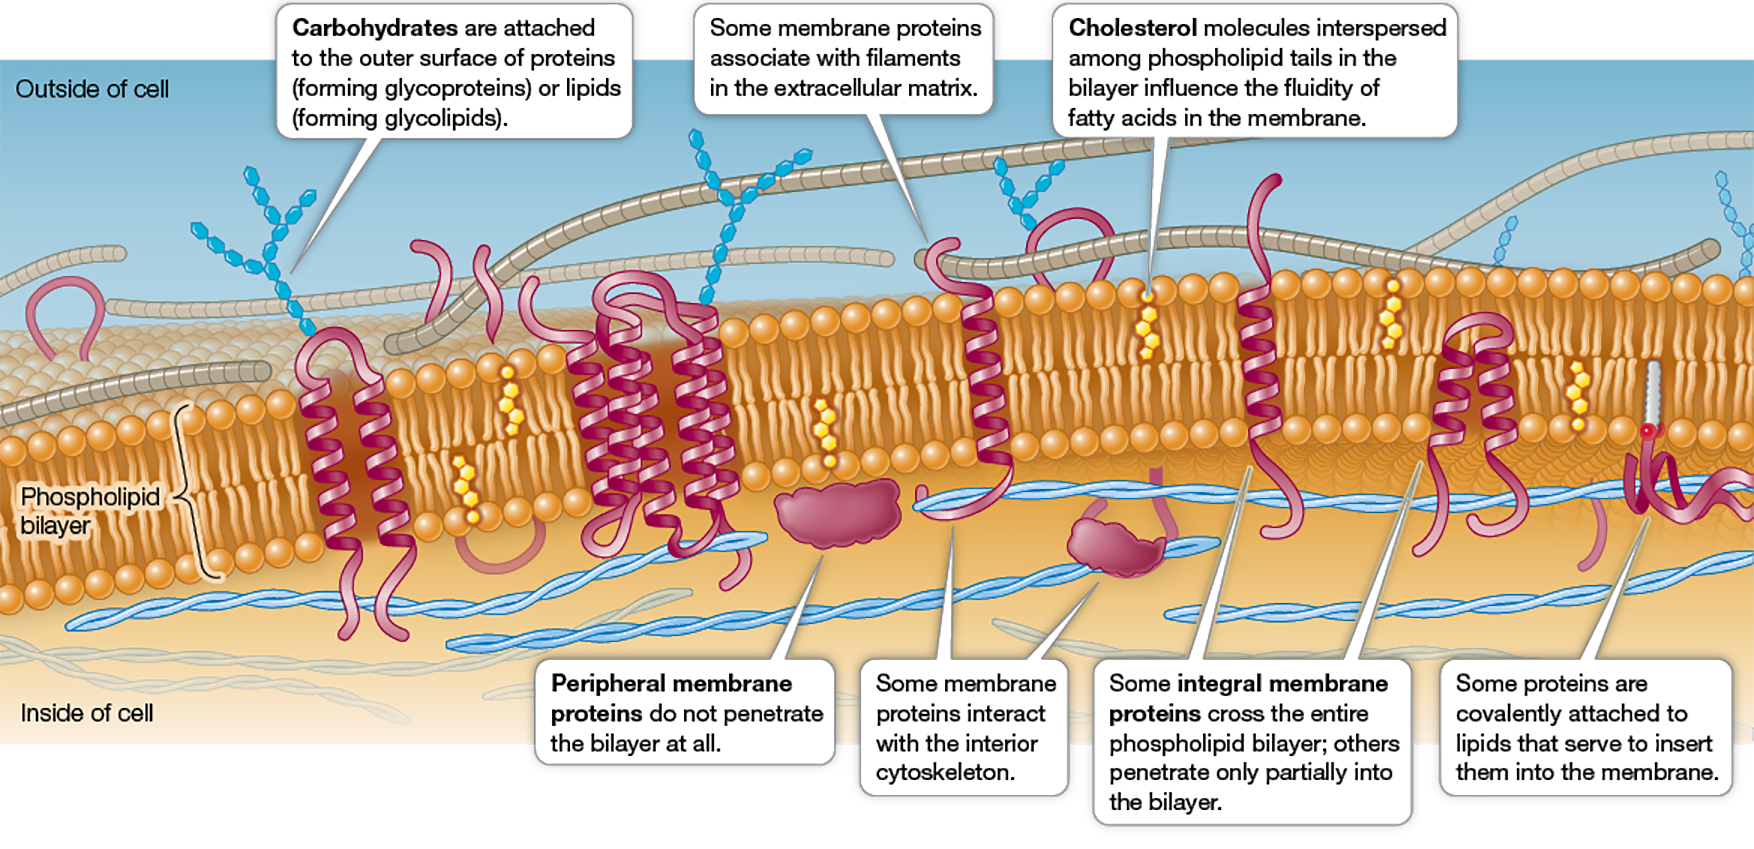 Carbohydrates are attached
to the outer surface of proteins
(forming glycoproteins) or lipids
(forming glycolipids).
Some membrane proteins
associate with filaments
in the extracellular matrix.
Cholesterol molecules interspersed
among phospholipid tails in the
bilayer influence the fluidity of
fatty acids in the membrane.
Outside of cell
Phospholipid
bilayer
Inside of cell
Peripheral membrane
proteins do not penetrate
the bilayer at all.
Some membrane
proteins interact
with the interior
cytoskeleton.
Some integral membrane
proteins cross the entire
phospholipid bilayer; others
penetrate only partially into
the bilayer.
Some proteins are
covalently attached to
lipids that serve to insert
them into the membrane.